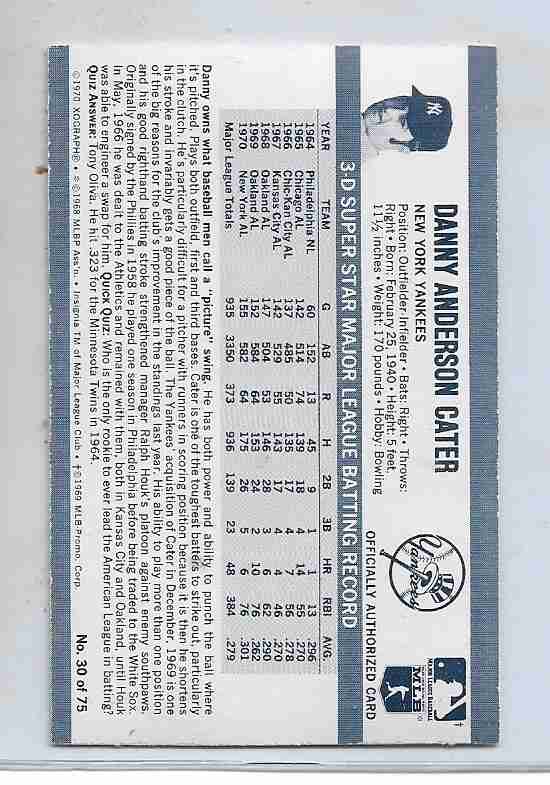 DANNY ANDERSON CATER
NEW YORK YANKEES
Position: Outfielder-Infielder • Bats: Right • Throws:
Right • Born: February 25, 1940 • Height: 5 feet,
11½ inches • Weight: 170 pounds • Hobby: Bowling
NY
Yankees
MAJOR LEAGUE BASEBALL
MLB
OFFICIALLY AUTHORIZED CARD
3-D SUPER STAR MAJOR LEAGUE BATTING RECORD
YEAR TEAM G AB R H 2B 3B HR RBI AVG.
1964 Philadelphia NL 60 152 13 45 9 1 1 13 .296
1965 Chicago AL 142 514 74 139 18 4 14 55 .270
1966 Chic-Kan City AL 137 485 50 135 17 4 7 56 .278
1967 Kansas City AL 142 529 55 143 17 4 4 46 .270
1968 Oakland AL 147 504 53 146 28 3 6 62 .290
1969 Oakland AL 152 584 64 153 24 2 10 76 .262
1970 New York AL 155 582 64 175 26 5 6 76 .301
Major League Totals 935 3350 373 936 139 23 48 384 .279
Danny owns what baseball men call a "picture" swing. He has both power and ability to punch the ball where
it's pitched. Plays both outfield, first and third bases. Cater is one of the toughest batters to strike out, particularly
in the clutch. He's particularly difficult for a pitcher with runners in scoring position because it is then he shortens
his stroke and invariably gets a good piece of the ball. The Yankees' acquisition of Cater in December, 1969 is one
of the big reasons for the club's improvement in the standings last year. His ability to play more than one position
and his good righthand batting stroke strengthened manager Ralph Houk's platoon against enemy southpaws.
Originally signed by the Phillies in 1958 he played one season in Philadelphia before being traded to the White Sox.
In May, 1966 he was dealt to the Athletics and remained with them, both in Kansas City and Oakland, until Houk
was able to engineer a swap for him. Quick Quiz: Who is the only rookie to ever lead the American League in batting?
Quiz Answer: Tony Oliva. He hit .323 for the Minnesota Twins in 1964.
©1970 XOGRAPH® • ©1968 MLBP Ass'n. • Insignia TM of Major League Club • †©1969 MLB-Promo. Corp.
No. 30 of 75